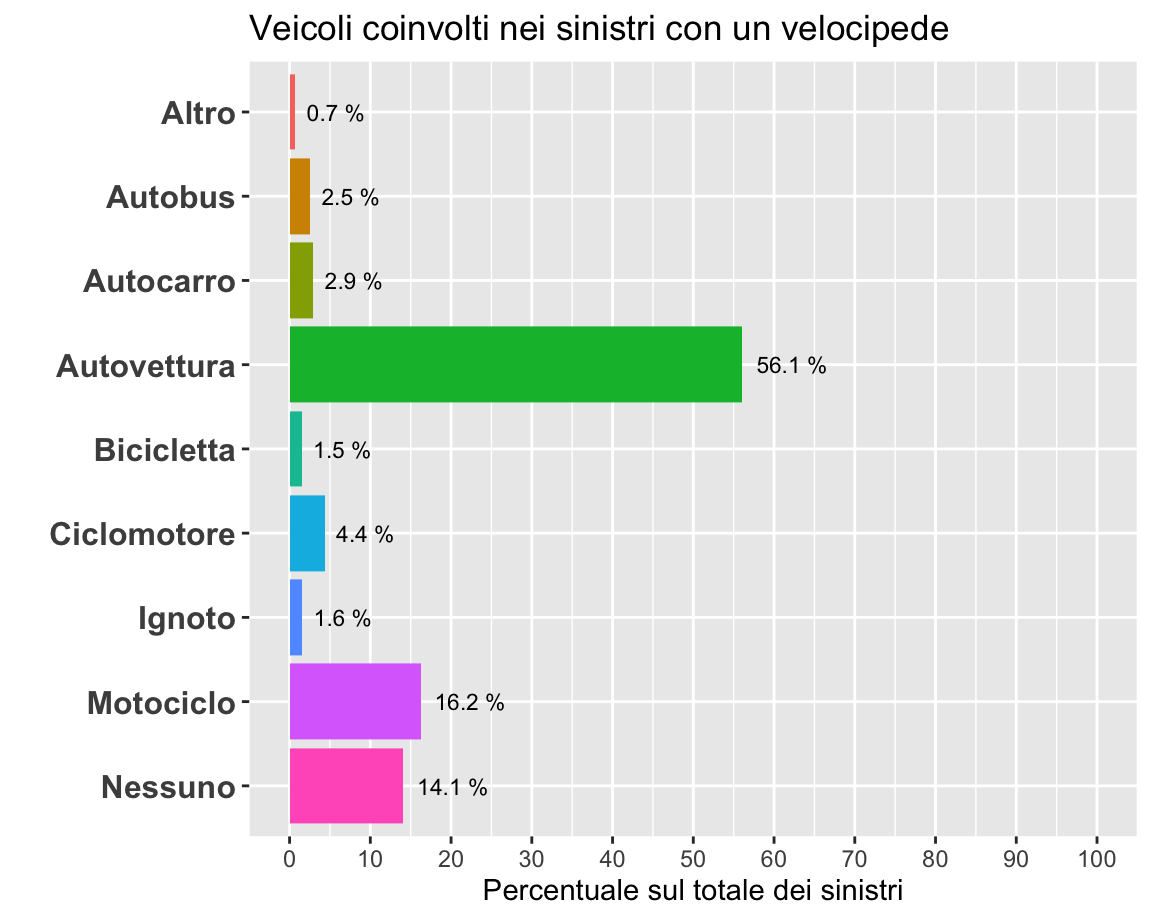 Veicoli coinvolti nei sinistri con un velocipede
Altro 0.7 %
Autobus 2.5 %
Autocarro 2.9 %
Autovettura 56.1 %
Bicicletta 1.5 %
Ciclomotore 4.4 %
Ignoto 1.6 %
Motociclo 16.2 %
Nessuno 14.1 %
0 10 20 30 40 50 60 70 80 90 100
Percentuale sul totale dei sinistri